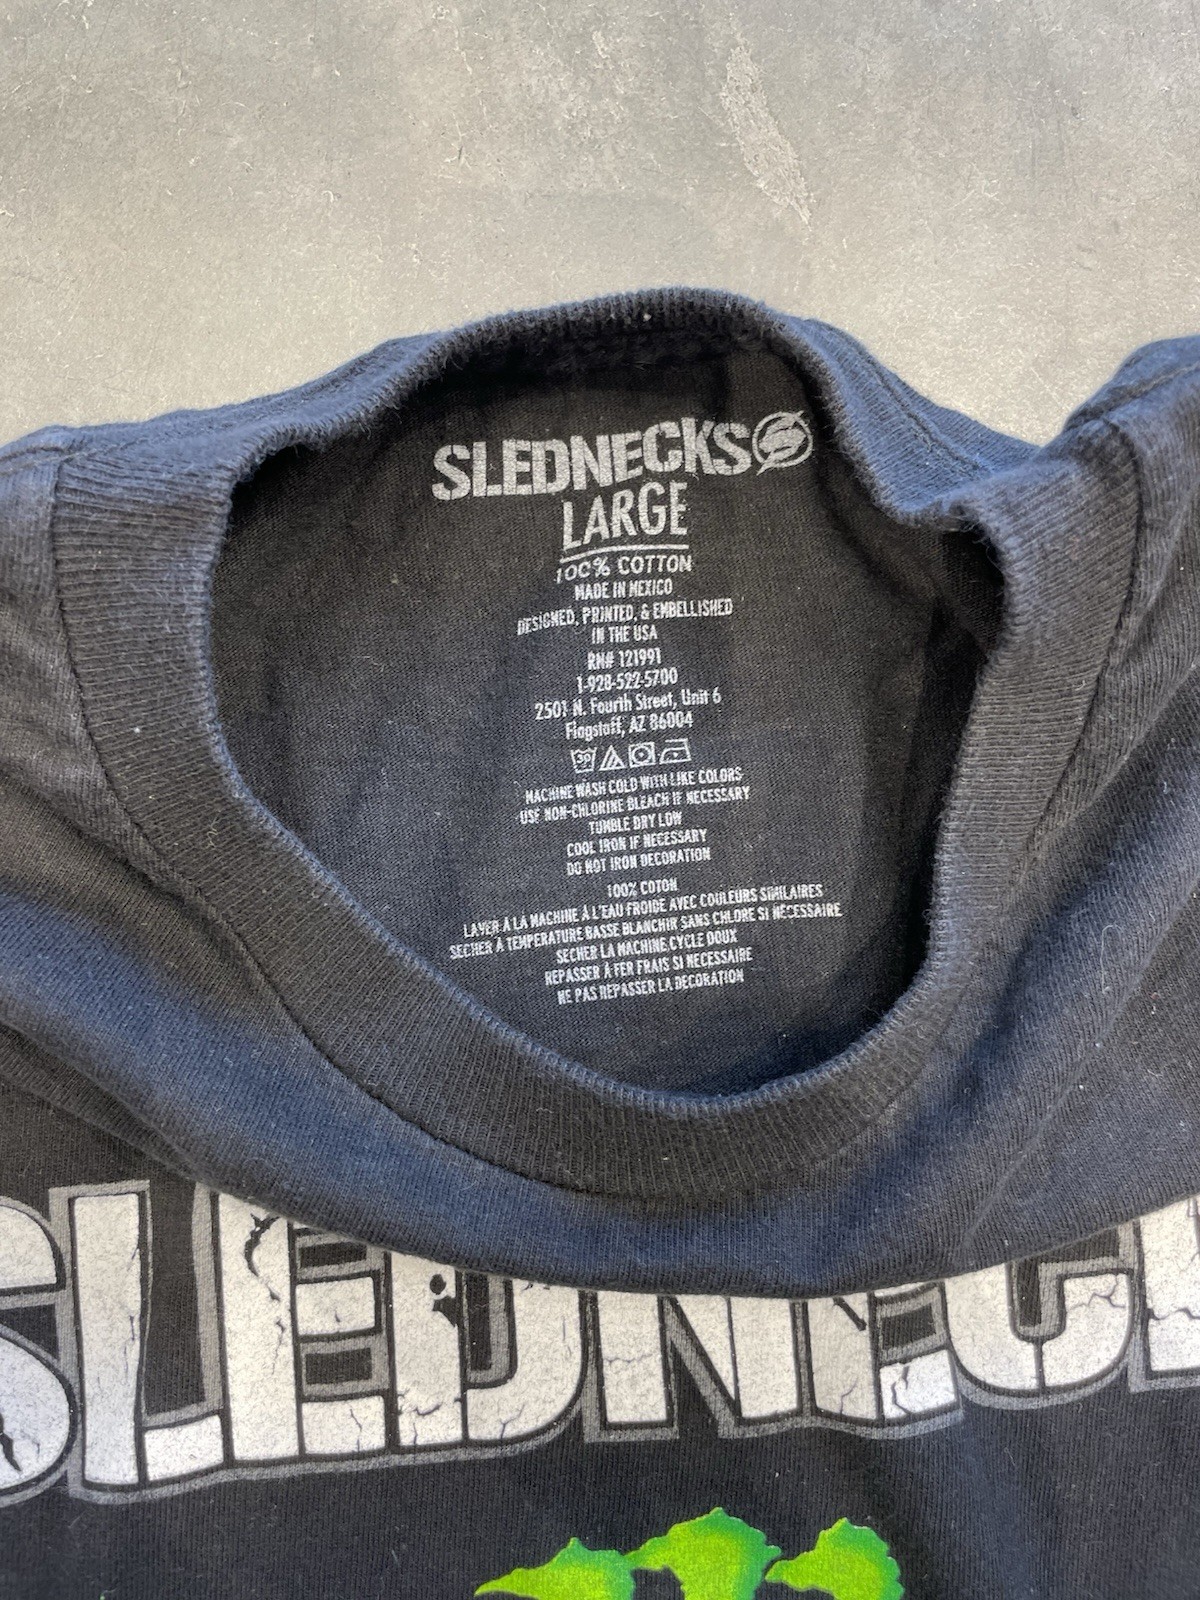 SLEDNECKS
LARGE
100% COTTON
MADE IN MEXICO
DESIGNED, PRINTED, & EMBELLISHED
IN THE USA
RN# 121991
1-928-522-5700
2501 N. Fourth Street, Unit 6
Flagstaff, AZ 86004
30
MACHINE WASH COLD WITH LIKE COLORS
USE NON-CHLORINE BLEACH IF NECESSARY
TUMBLE DRY LOW
COOL IRON IF NECESSARY
DO NOT IRON DECORATION
100% COTON
LAVER À LA MACHINE À L'EAU FROIDE AVEC COULEURS SIMILAIRES
SECHER À TEMPERATURE BASSE BLANCHIR SANS CHLORE SI NECESSAIRE
SECHER LA MACHINE, CYCLE DOUX
REPASSER À FER FRAIS SI NECESSAIRE
NE PAS REPASSER LA DECORATION
SLEDNECK